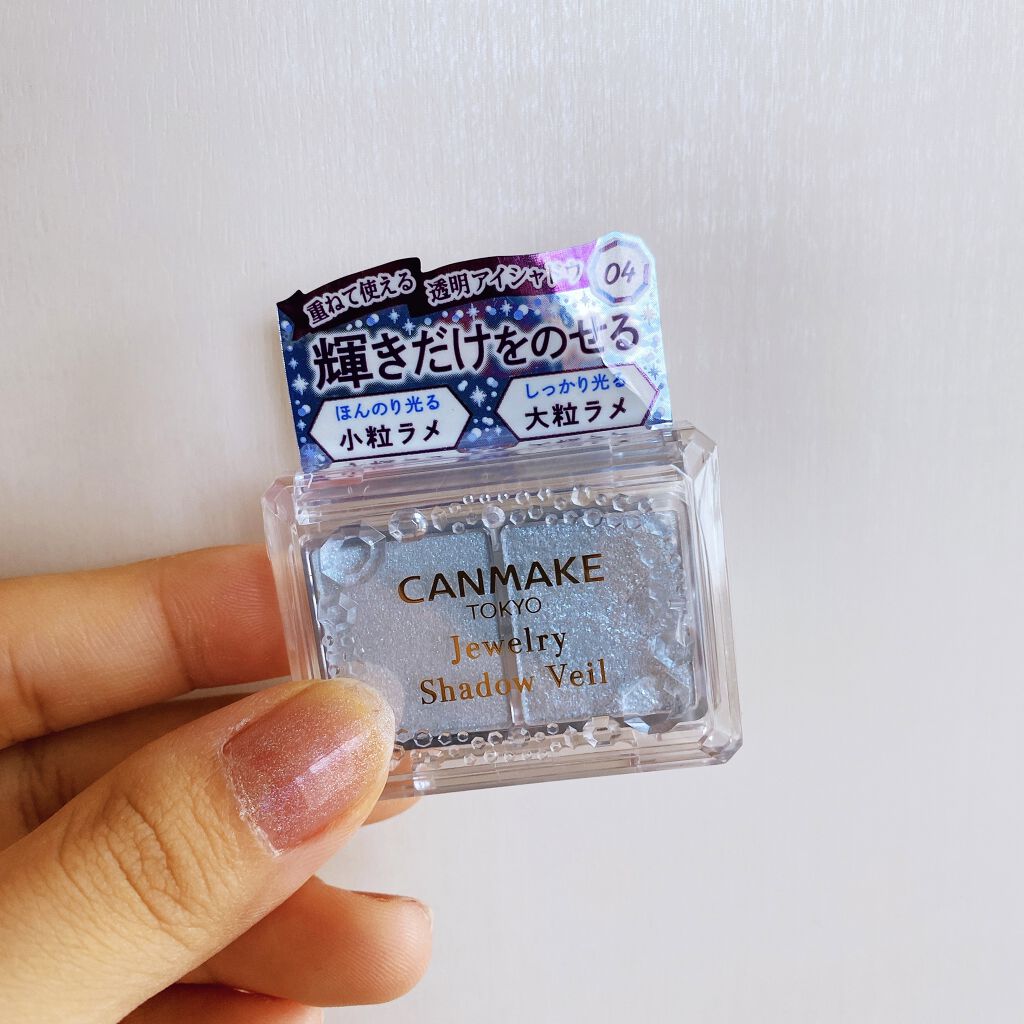 重ねて使える 透明アイシャドウ
04
輝きだけをのせる
ほんのり光る
小粒ラメ
しっかり光る
大粒ラメ
CANMAKE
TOKYO
Jewelry
Shadow Veil